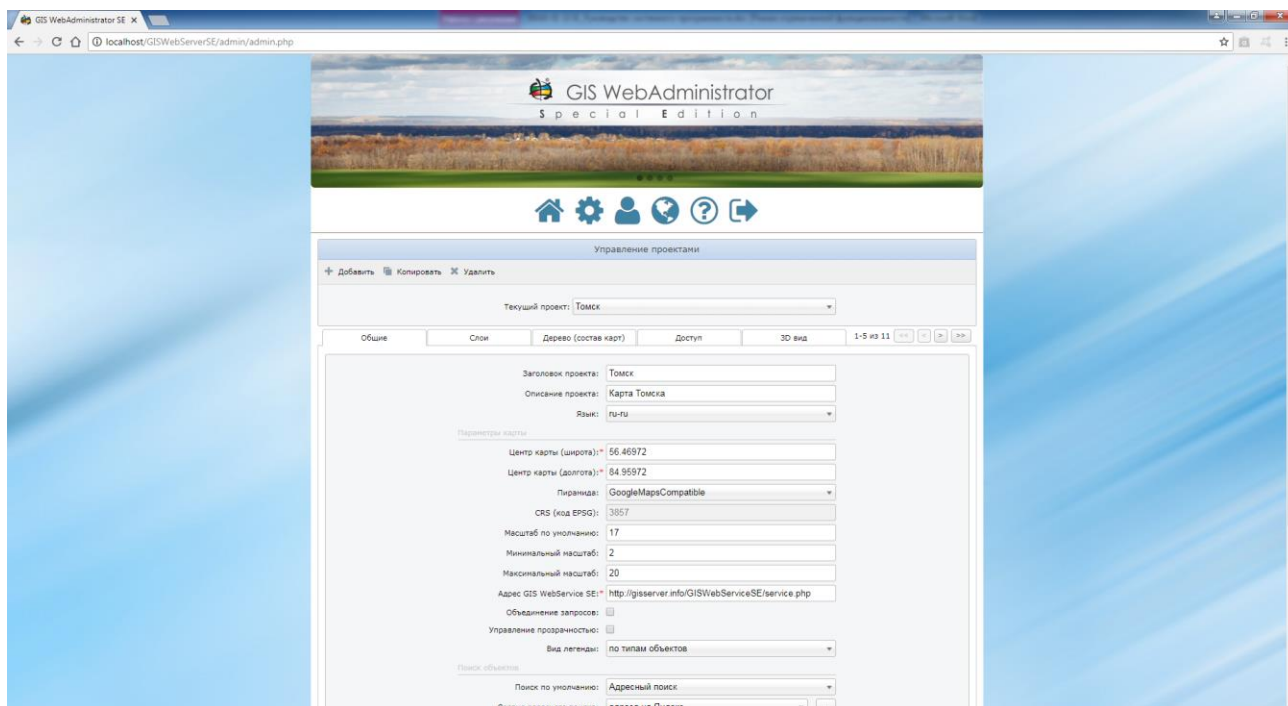 GIS WebAdministrator SE
localhost/GISWebServerSE/admin/admin.php
GIS WebAdministrator
Special Edition
Управление проектами
Добавить Копировать Удалить
Текущий проект: Томск
Общие Слои Дерево (состав карт) Доступ 3D вид 1-5 из 11 << < > >>
Заголовок проекта: Томск
Описание проекта: Карта Томска
Язык: ru-ru
Параметры карты
Центр карты (широта):* 56.46972
Центр карты (долгота):* 84.95972
Пирамида: GoogleMapsCompatible
CRS (код EPSG): 3857
Масштаб по умолчанию: 17
Минимальный масштаб: 2
Максимальный масштаб: 20
Адрес GIS WebService SE:* http://gisserver.info/GISWebServiceSE/service.php
Объединение запросов:
Управление прозрачностью:
Вид легенды: по типам объектов
Поиск объектов
Поиск по умолчанию: Адресный поиск